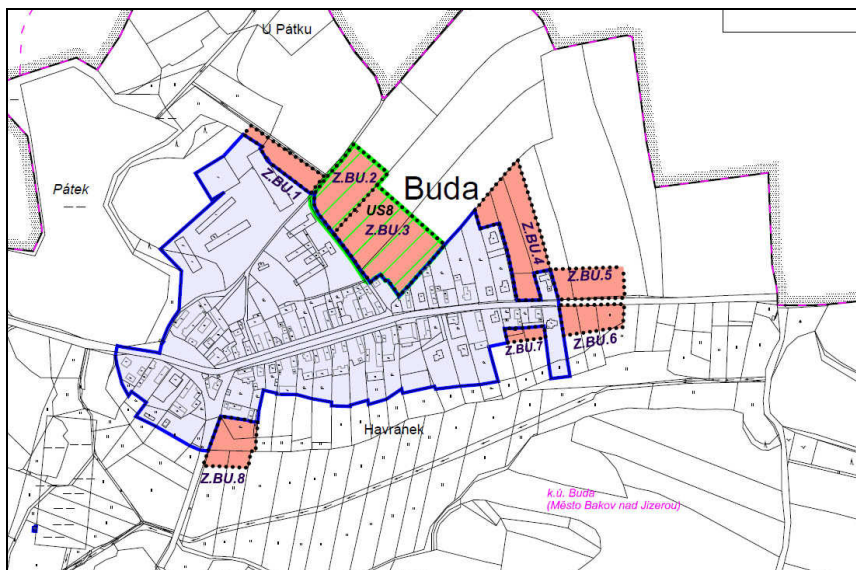 U Pátku
Pátek
Z.BU.1
Z.BU.2
Buda
US8
Z.BU.3
Z.BU.4
Z.BU.5
Z.BU.6
Z.BU.7
Havránek
Z.BU.8
k.ú. Buda
(Město Bakov nad Jizerou)